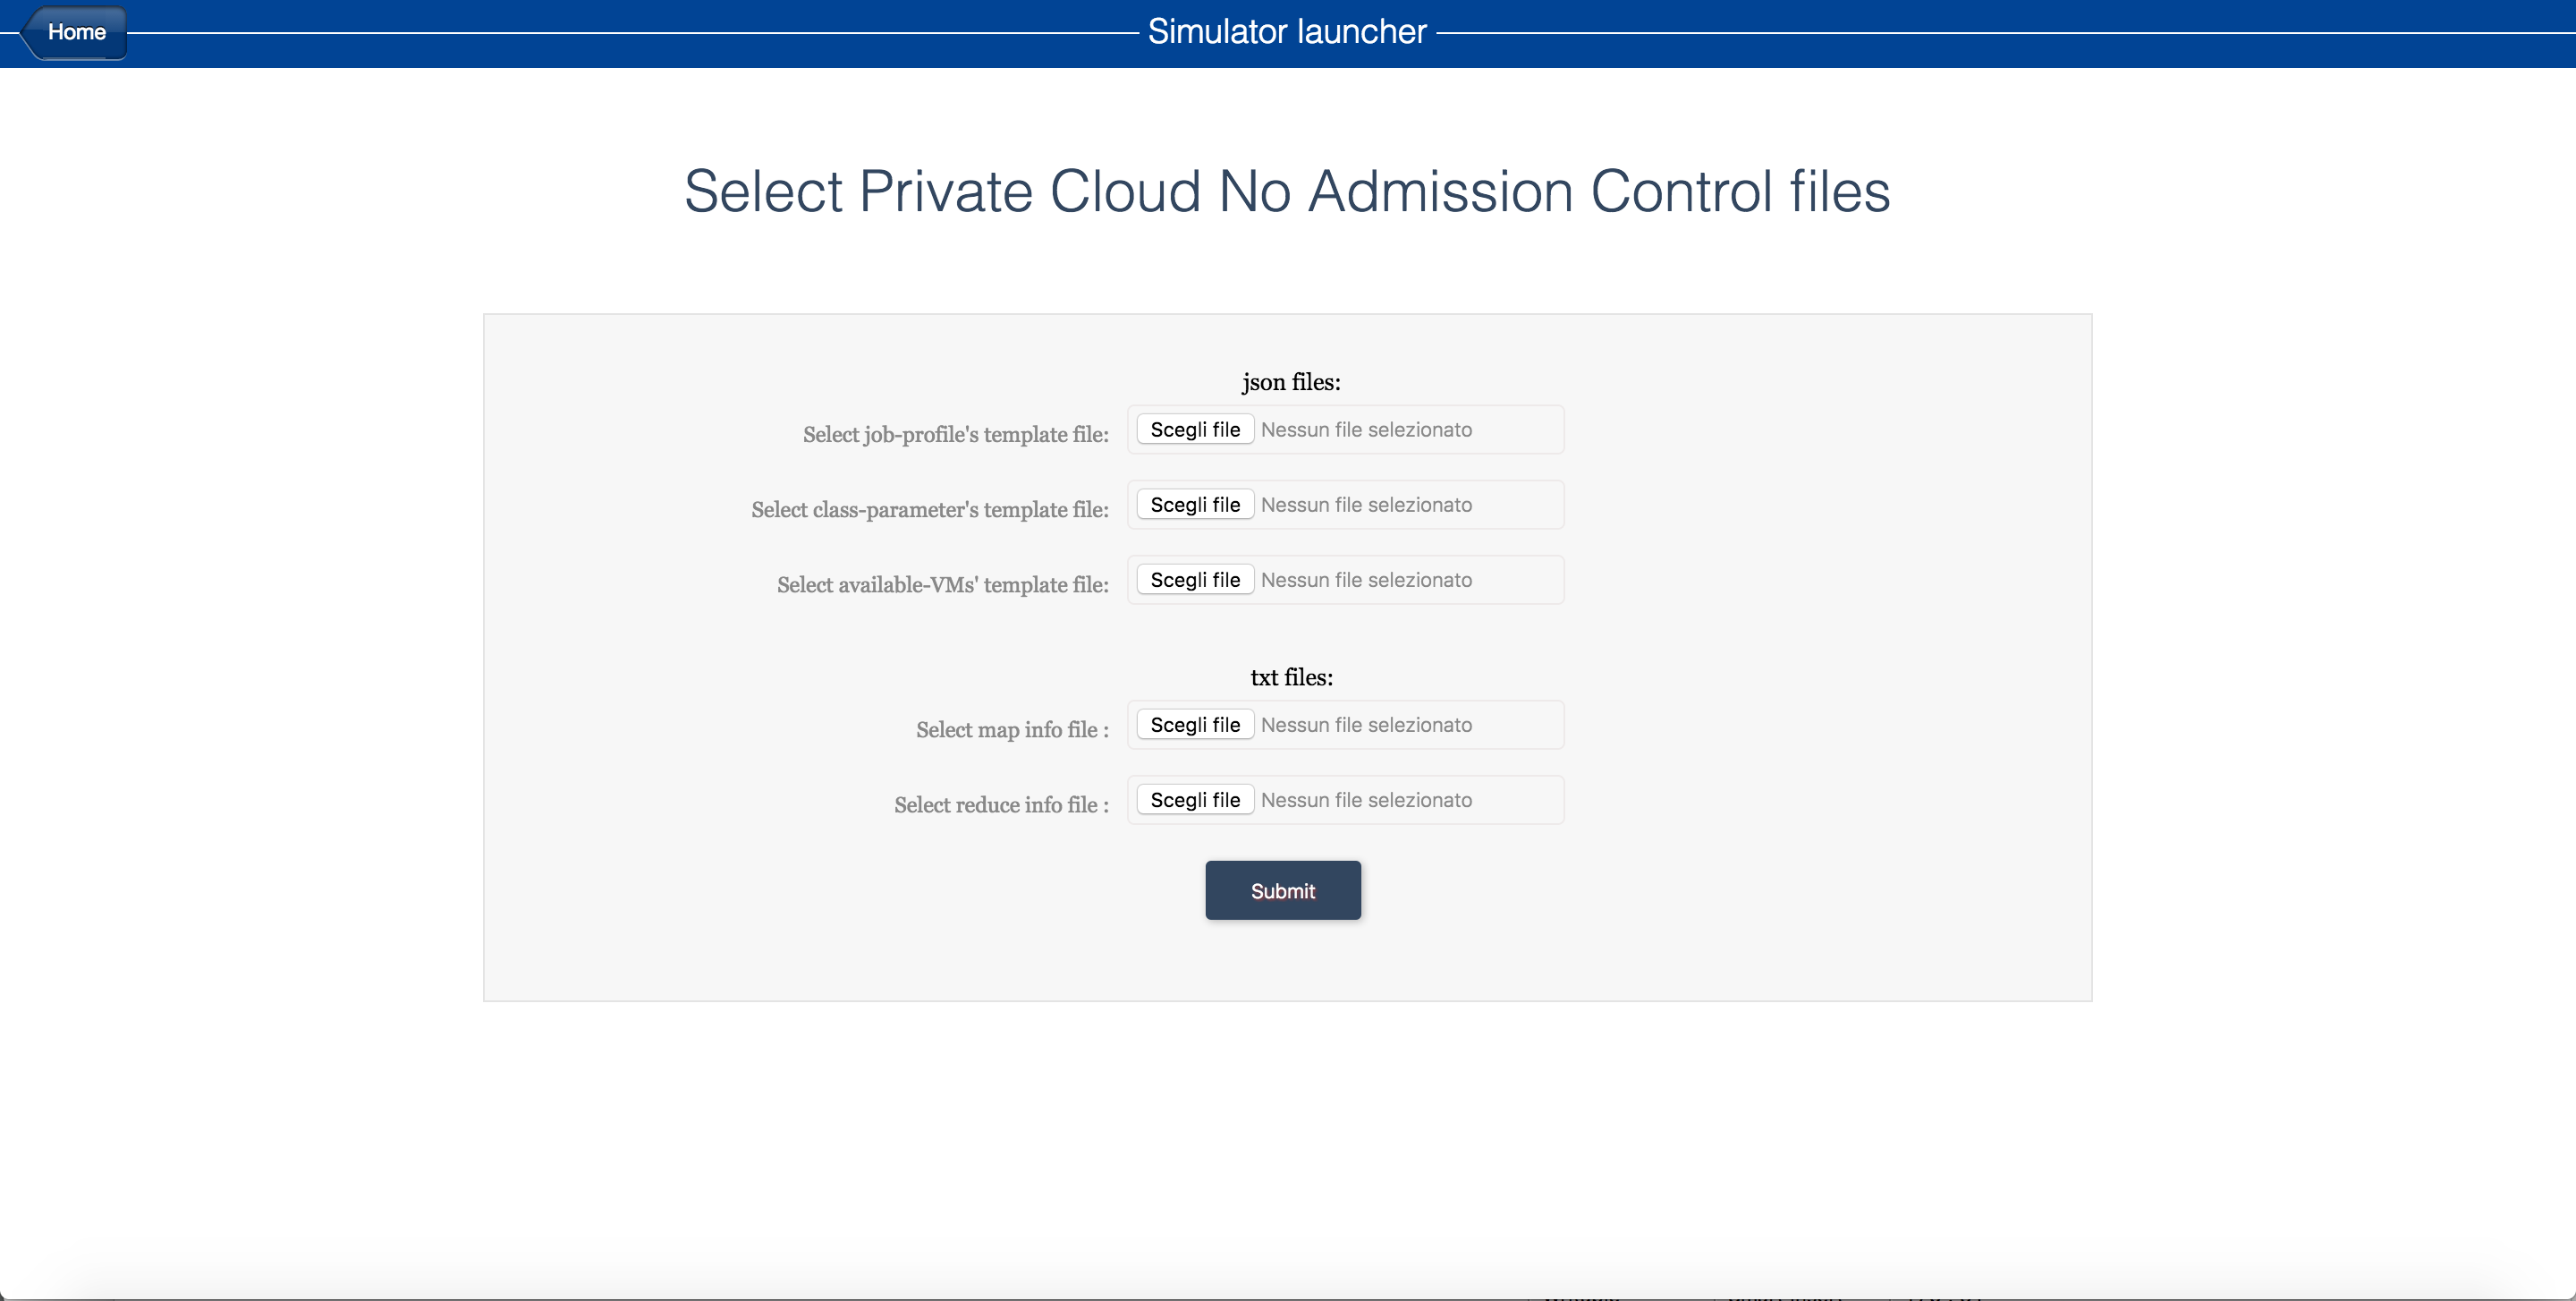 Home
Simulator launcher
Select Private Cloud No Admission Control files
json files:
Select job-profile's template file: Scegli file Nessun file selezionato
Select class-parameter's template file: Scegli file Nessun file selezionato
Select available-VMs' template file: Scegli file Nessun file selezionato
txt files:
Select map info file : Scegli file Nessun file selezionato
Select reduce info file : Scegli file Nessun file selezionato
Submit